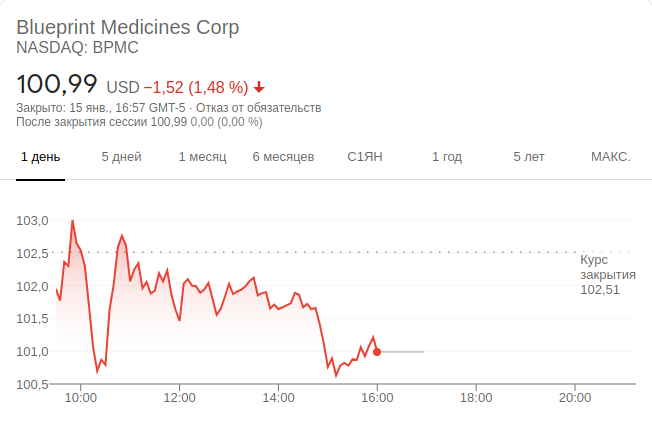 Blueprint Medicines Corp
NASDAQ: BPMC
100,99 USD −1,52 (1,48 %)
Закрыто: 15 янв., 16:57 GMT-5 · Отказ от обязательств
После закрытия сессии 100,99 0,00 (0,00 %)
1 день 5 дней 1 месяц 6 месяцев С1ЯН 1 год 5 лет МАКС.
103,0
102,5
Курс
закрытия
102,51
102,0
101,5
101,0
100,5
10:00 12:00 14:00 16:00 18:00 20:00